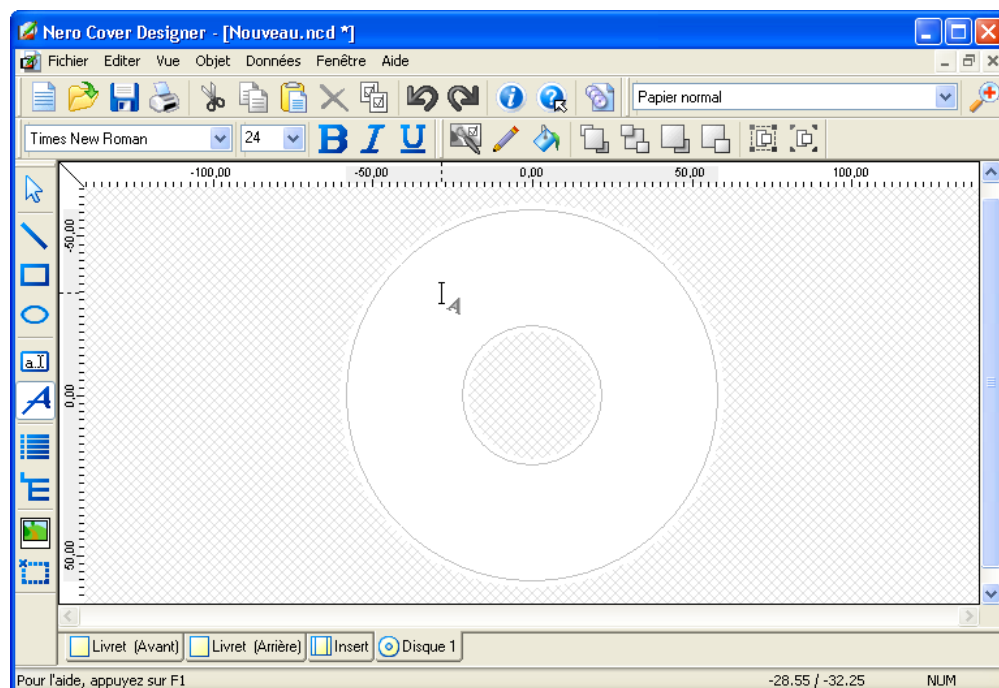 Nero Cover Designer - [Nouveau.ncd *]
Fichier Editer Vue Objet Données Fenêtre Aide
Papier normal
Times New Roman 24 B I U
-100,00 -50,00 0,00 50,00 100,00
-50,00
a.I
A
A
0,00
50,00
Livret (Avant) Livret (Arrière) Insert Disque 1
Pour l'aide, appuyez sur F1 -28.55 / -32.25 NUM